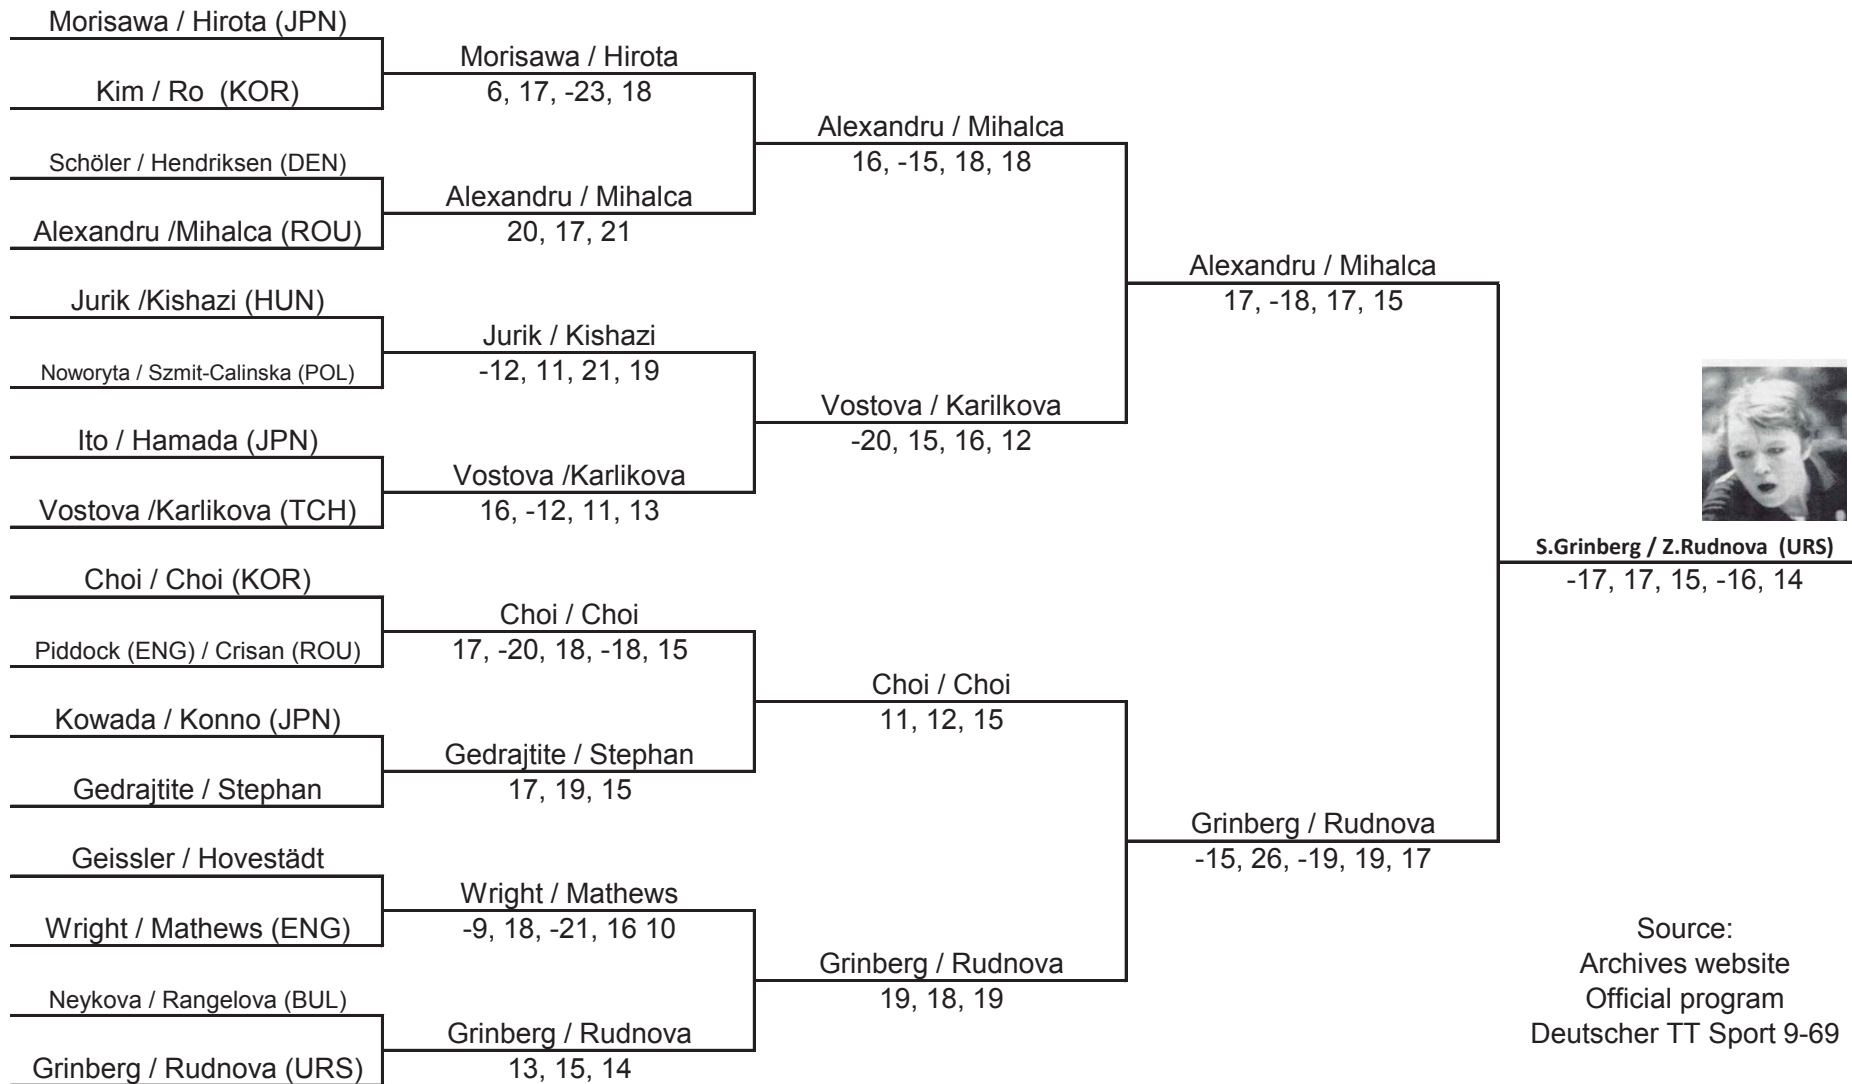 Morisawa / Hirota (JPN)
Kim / Ro (KOR)
Schöler / Hendriksen (DEN)
Alexandru /Mihalca (ROU)
Jurik /Kishazi (HUN)
Noworyta / Szmit-Calinska (POL)
Ito / Hamada (JPN)
Vostova /Karlikova (TCH)
Choi / Choi (KOR)
Piddock (ENG) / Crisan (ROU)
Kowada / Konno (JPN)
Gedrajtite / Stephan
Geissler / Hovestädt
Wright / Mathews (ENG)
Neykova / Rangelova (BUL)
Grinberg / Rudnova (URS)
Morisawa / Hirota
6, 17, -23, 18
Alexandru / Mihalca
20, 17, 21
Jurik / Kishazi
-12, 11, 21, 19
Vostova /Karlikova
16, -12, 11, 13
Choi / Choi
17, -20, 18, -18, 15
Gedrajtite / Stephan
17, 19, 15
Wright / Mathews
-9, 18, -21, 16 10
Grinberg / Rudnova
13, 15, 14
Alexandru / Mihalca
16, -15, 18, 18
Vostova / Karilkova
-20, 15, 16, 12
Choi / Choi
11, 12, 15
Grinberg / Rudnova
19, 18, 19
Alexandru / Mihalca
17, -18, 17, 15
Grinberg / Rudnova
-15, 26, -19, 19, 17
S.Grinberg / Z.Rudnova (URS)
-17, 17, 15, -16, 14
Source:
Archives website
Official program
Deutscher TT Sport 9-69